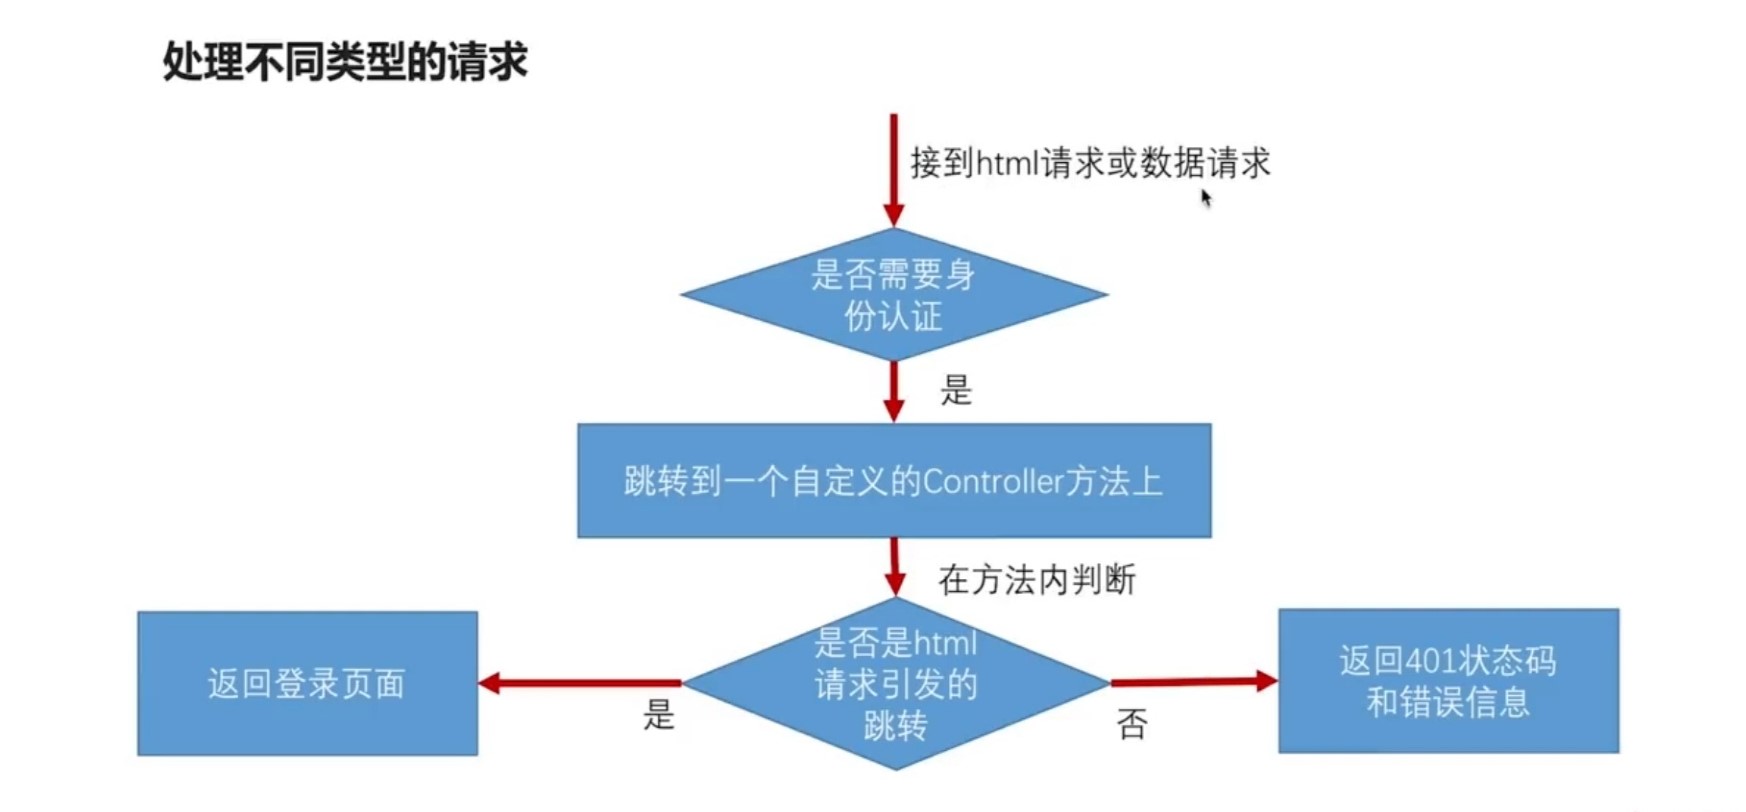 处理不同类型的请求
接到html请求或数据请求
是否需要身
份认证
是
跳转到一个自定义的Controller方法上
在方法内判断
是否是html
请求引发的
跳转
是
返回登录页面
否
返回401状态码
和错误信息